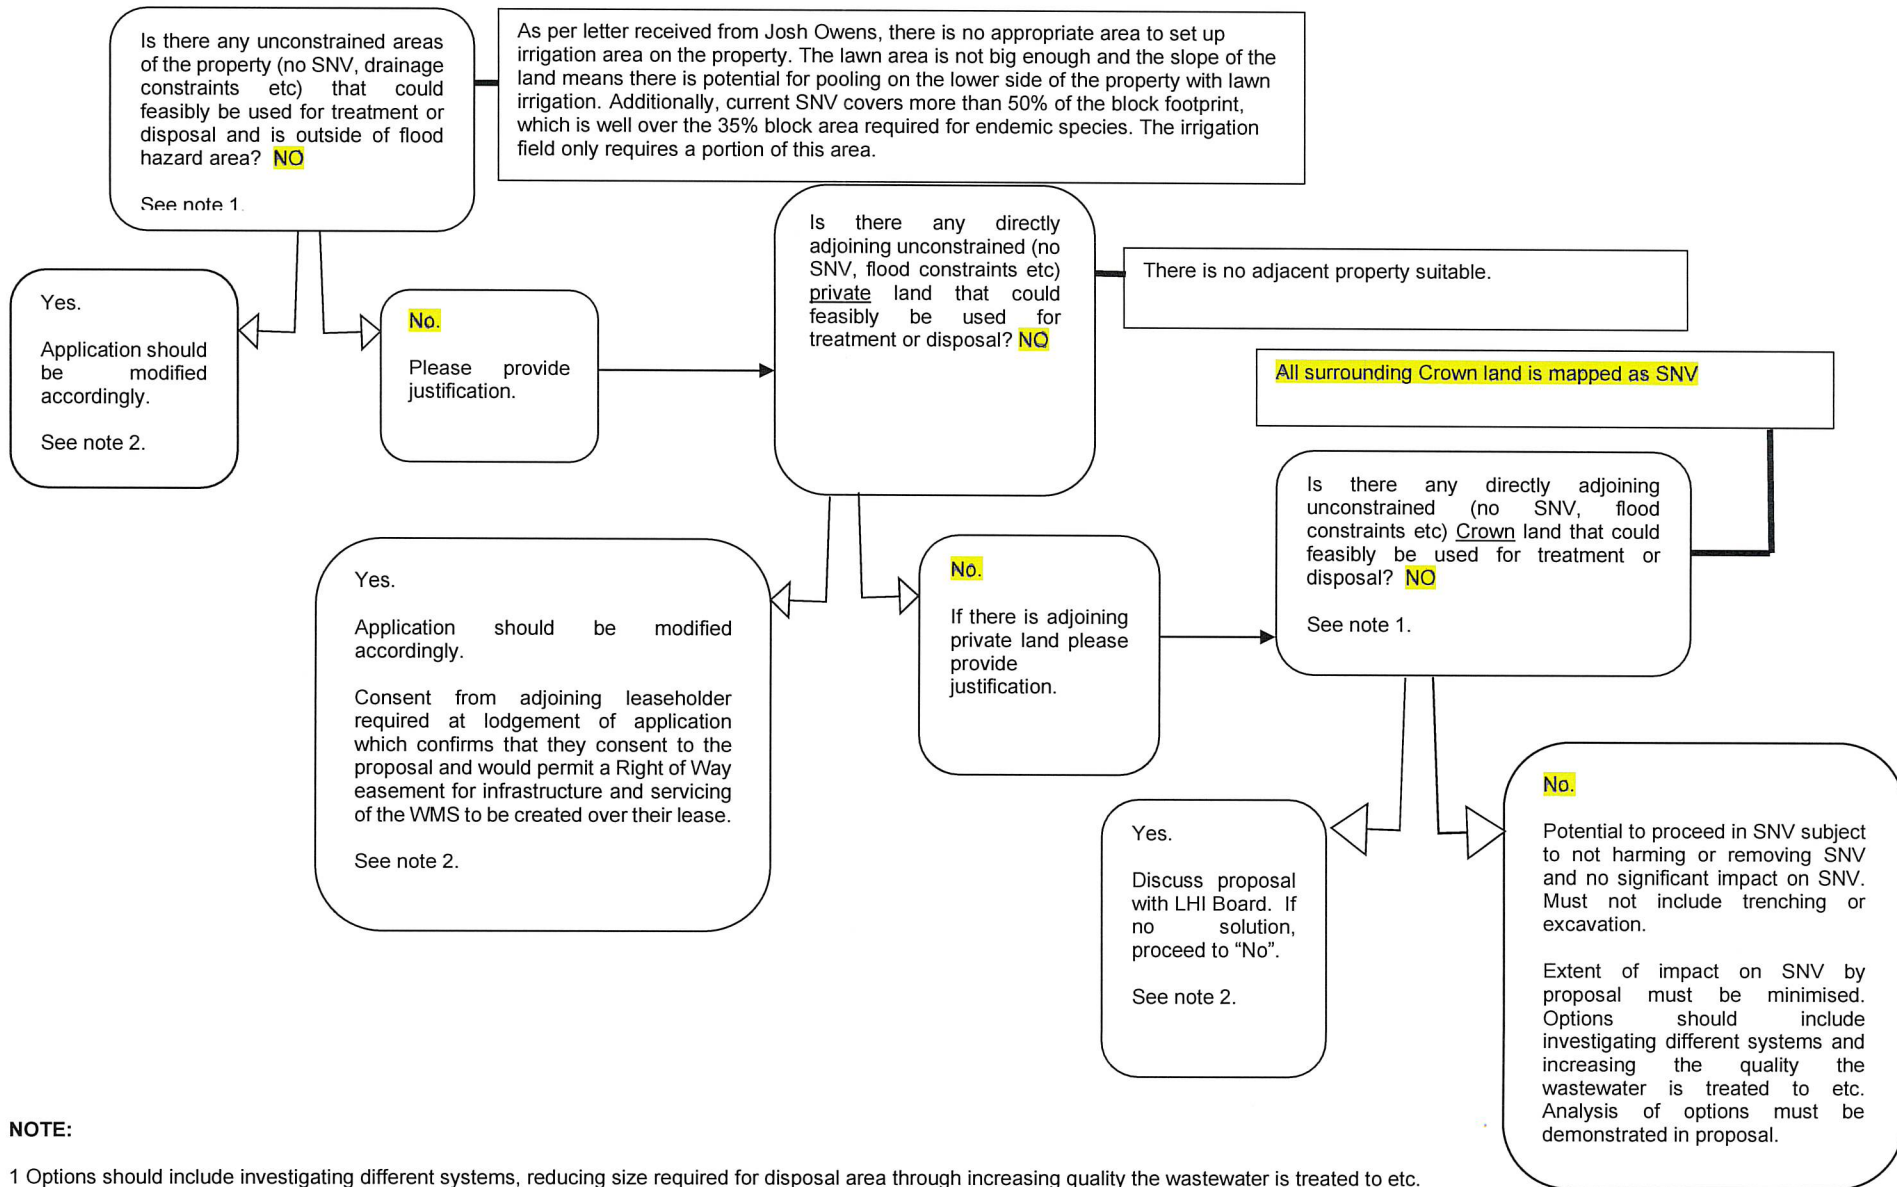 Is there any unconstrained areas
of the property (no SNV, drainage
constraints etc) that could
feasibly be used for treatment or
disposal and is outside of flood
hazard area? NO
See note 1.
As per letter received from Josh Owens, there is no appropriate area to set up
irrigation area on the property. The lawn area is not big enough and the slope of the
land means there is potential for pooling on the lower side of the property with lawn
irrigation. Additionally, current SNV covers more than 50% of the block footprint,
which is well over the 35% block area required for endemic species. The irrigation
field only requires a portion of this area.
Yes.
Application should
be modified
accordingly.
See note 2.
No.
Please provide
justification.
Is there any directly
adjoining unconstrained (no
SNV, flood constraints etc)
private land that could
feasibly be used for
treatment or disposal? NO
There is no adjacent property suitable.
All surrounding Crown land is mapped as SNV
Yes.
Application should be modified
accordingly.
Consent from adjoining leaseholder
required at lodgement of application
which confirms that they consent to the
proposal and would permit a Right of Way
easement for infrastructure and servicing
of the WMS to be created over their lease.
See note 2.
No.
If there is adjoining
private land please
provide
justification.
Is there any directly adjoining
unconstrained (no SNV, flood
constraints etc) Crown land that could
feasibly be used for treatment or
disposal? NO
See note 1.
Yes.
Discuss proposal
with LHI Board. If
no solution,
proceed to “No”.
See note 2.
No.
Potential to proceed in SNV subject
to not harming or removing SNV
and no significant impact on SNV.
Must not include trenching or
excavation.
Extent of impact on SNV by
proposal must be minimised.
Options should include
investigating different systems and
increasing the quality the
wastewater is treated to etc.
Analysis of options must be
demonstrated in proposal.
NOTE:
1 Options should include investigating different systems, reducing size required for disposal area through increasing quality the wastewater is treated to etc.